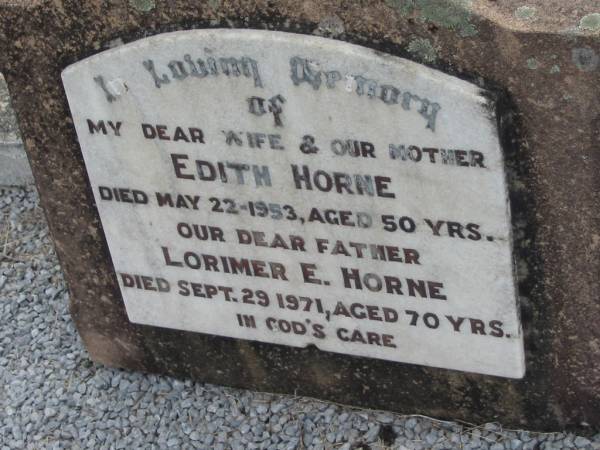 In Loving Memory
of
MY DEAR WIFE & OUR MOTHER
EDITH HORNE
DIED MAY 22-1953, AGED 50 YRS.
OUR DEAR FATHER
LORIMER E. HORNE
DIED SEPT. 29 1971, AGED 70 YRS.
IN GOD'S CARE